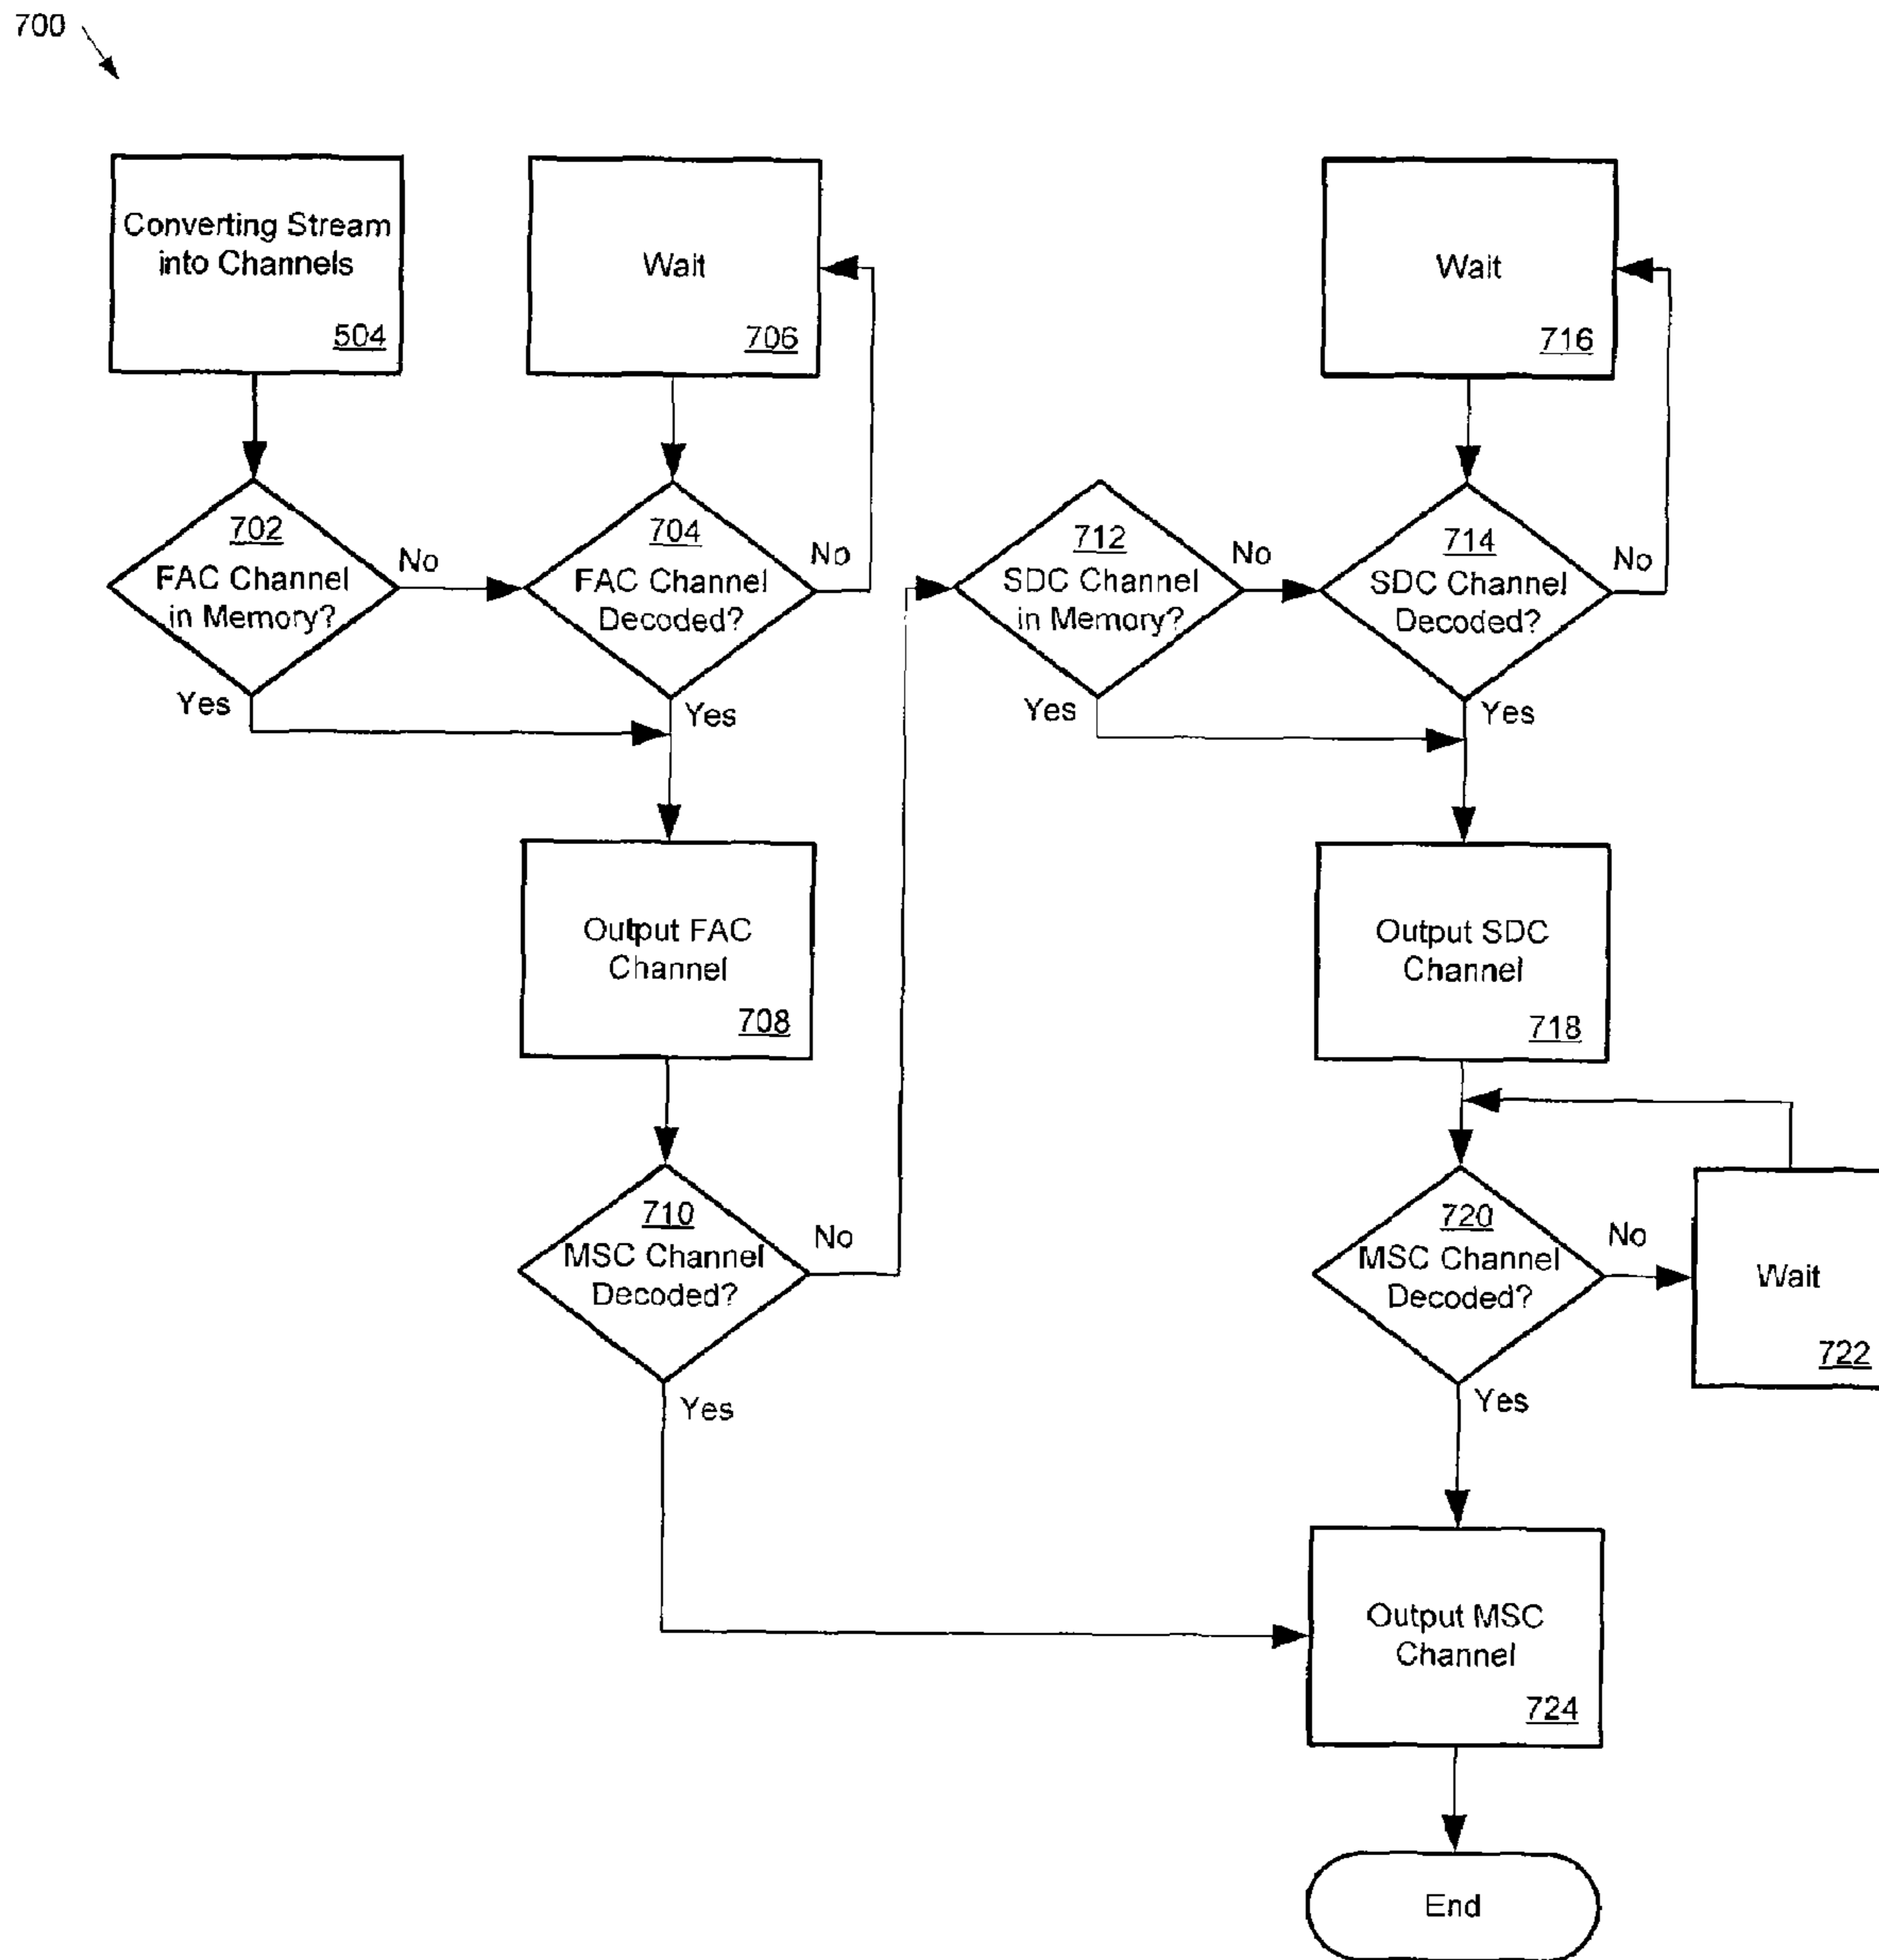 700
Converting Stream
into Channels
504
Wait
706
Wait
716
702
FAC Channel
in Memory?
No
Yes
704
FAC Channel
Decoded?
No
Yes
712
SDC Channel
in Memory?
No
Yes
714
SDC Channel
Decoded?
No
Yes
Output FAC
Channel
708
Output SDC
Channel
718
710
MSC Channel
Decoded?
No
Yes
720
MSC Channel
Decoded?
No
Yes
Wait
722
Output MSC
Channel
724
End